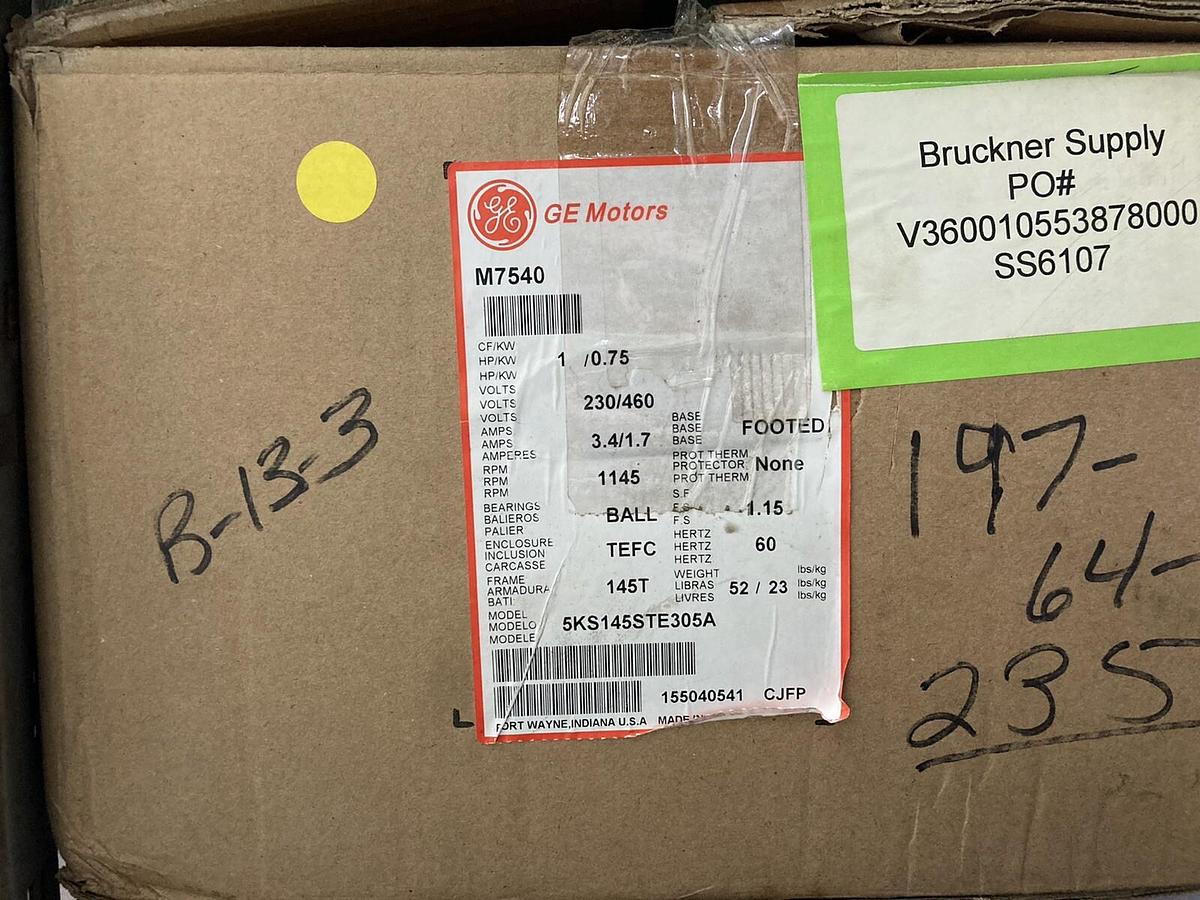 Bruckner Supply
PO#
V360010553878000
SS6107
GE
GE Motors
M7540
CF/KW
HP/KW 1 /0.75
HP/KW
VOLTS
VOLTS 230/460
VOLTS
AMPS
AMPS 3.4/1.7
AMPERES
BASE
BASE FOOTED
BASE
RPM
RPM 1145
RPM
PROT THERM
PROTECTOR None
PROT THERM
BEARINGS
BALIEROS BALL
PALIER
S.F
F.S 1.15
F.S
ENCLOSURE
INCLUSION TEFC
CARCASSE
HERTZ
HERTZ 60
HERTZ
FRAME
ARMADURA 145T
BATI
WEIGHT lbs/kg
LIBRAS 52 / 23 lbs/kg
LIVRES lbs/kg
MODEL
MODELO 5KS145STE305A
MODELE
155040541 CJFP
FORT WAYNE,INDIANA U.S.A MADE
B-13-3
197-
64-
235